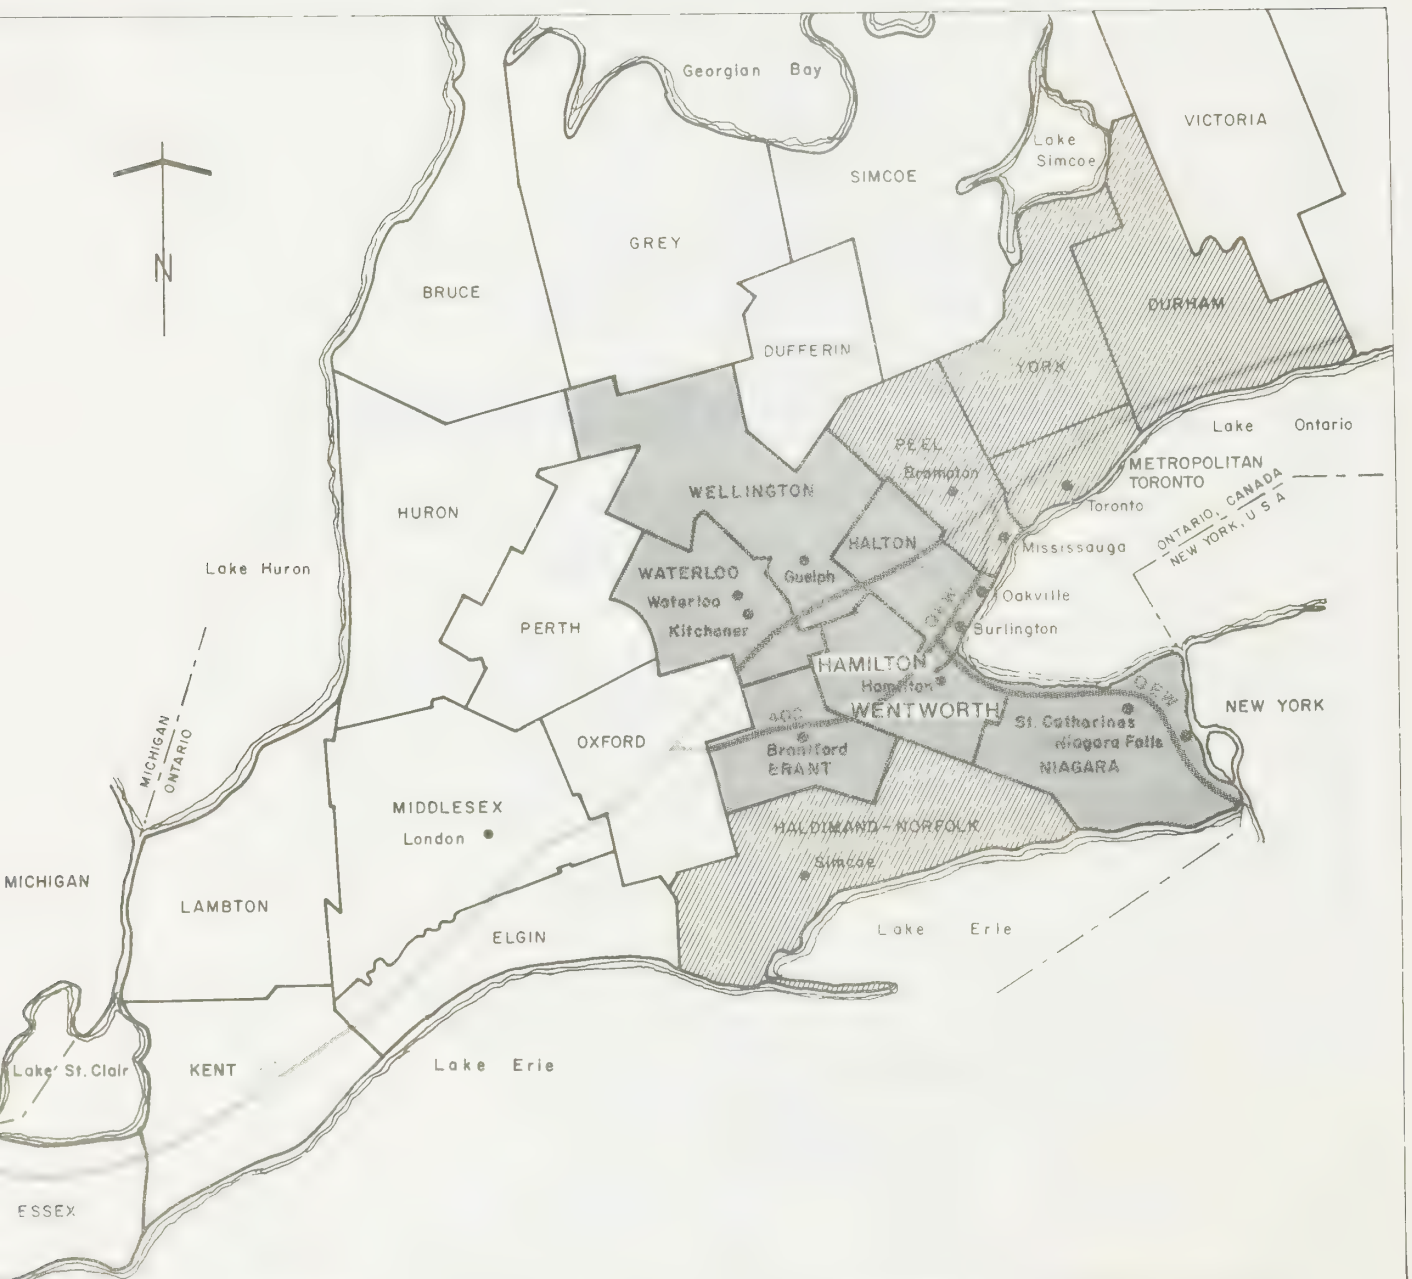 Georgian Bay
VICTORIA
Lake
Simcoe
SIMCOE
GREY
N
BRUCE
DURHAM
DUFFERIN
YORK
Lake Ontario
PEEL
Brampton
METROPOLITAN
TORONTO
WELLINGTON
Toronto
ONTARIO, CANADA
NEW YORK, U S A
HURON
HALTON
Mississauga
Lake Huron
WATERLOO
Guelph
Waterloo
Oakville
QEW
Kitchener
PERTH
Burlington
HAMILTON
Hamilton
WENTWORTH
QEW
NEW YORK
403
St. Catharines
OXFORD
Niagara Falls
Brantford
BRANT
NIAGARA
MICHIGAN
ONTARIO
MIDDLESEX
London
HALDIMAND-NORFOLK
Simcoe
MICHIGAN
LAMBTON
ELGIN
Lake Erie
Lake St. Clair
KENT
Lake Erie
ESSEX